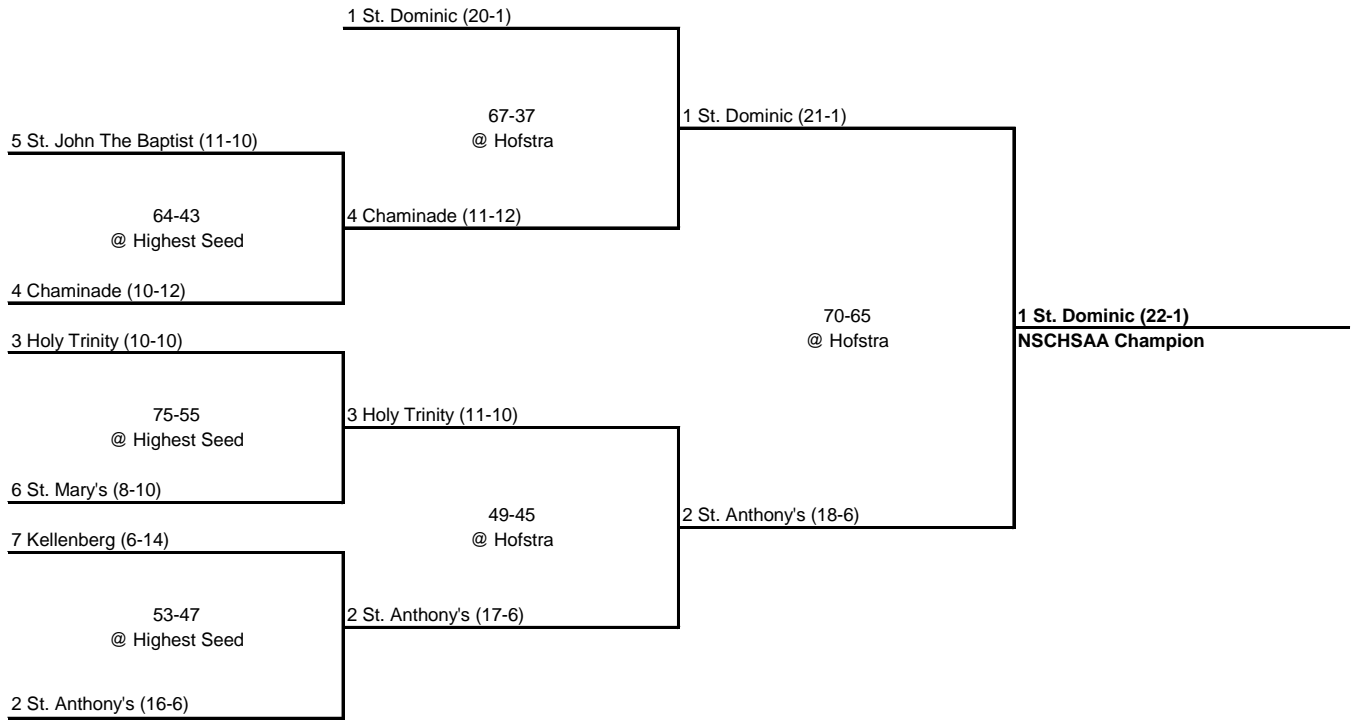 1 St. Dominic (20-1)
67-37
@ Hofstra
1 St. Dominic (21-1)
5 St. John The Baptist (11-10)
64-43
@ Highest Seed
4 Chaminade (11-12)
4 Chaminade (10-12)
70-65
@ Hofstra
1 St. Dominic (22-1)
NSCHSAA Champion
3 Holy Trinity (10-10)
75-55
@ Highest Seed
3 Holy Trinity (11-10)
6 St. Mary's (8-10)
49-45
@ Hofstra
2 St. Anthony's (18-6)
7 Kellenberg (6-14)
53-47
@ Highest Seed
2 St. Anthony's (17-6)
2 St. Anthony's (16-6)